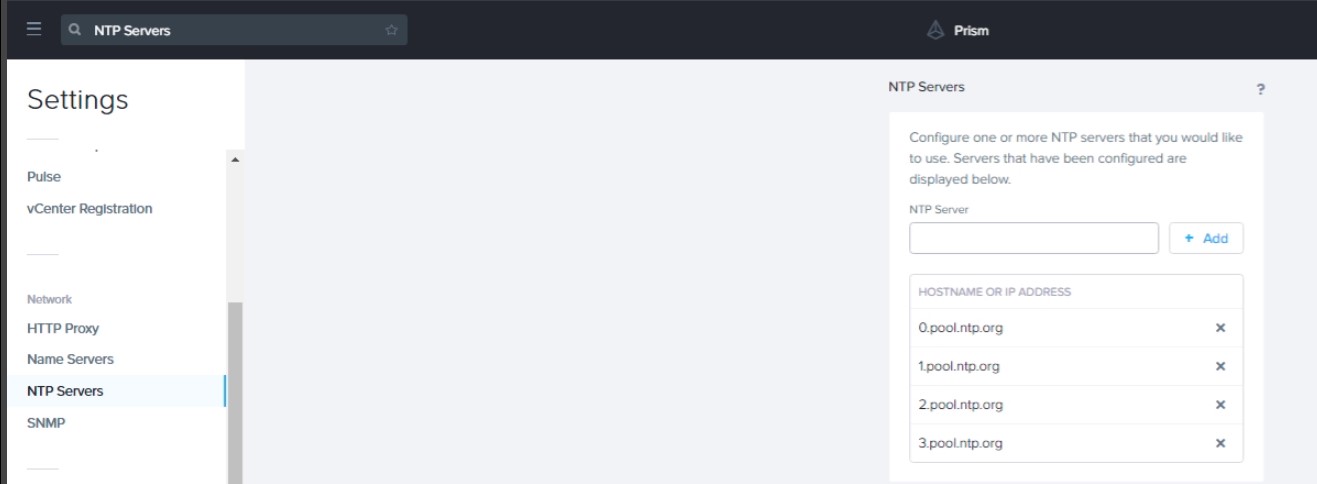 NTP Servers
Prism
Settings
Pulse
vCenter Registration
Network
HTTP Proxy
Name Servers
NTP Servers
SNMP
NTP Servers
?
Configure one or more NTP servers that you would like
to use. Servers that have been configured are
displayed below.
NTP Server
+ Add
HOSTNAME OR IP ADDRESS
0.pool.ntp.org
1.pool.ntp.org
2.pool.ntp.org
3.pool.ntp.org